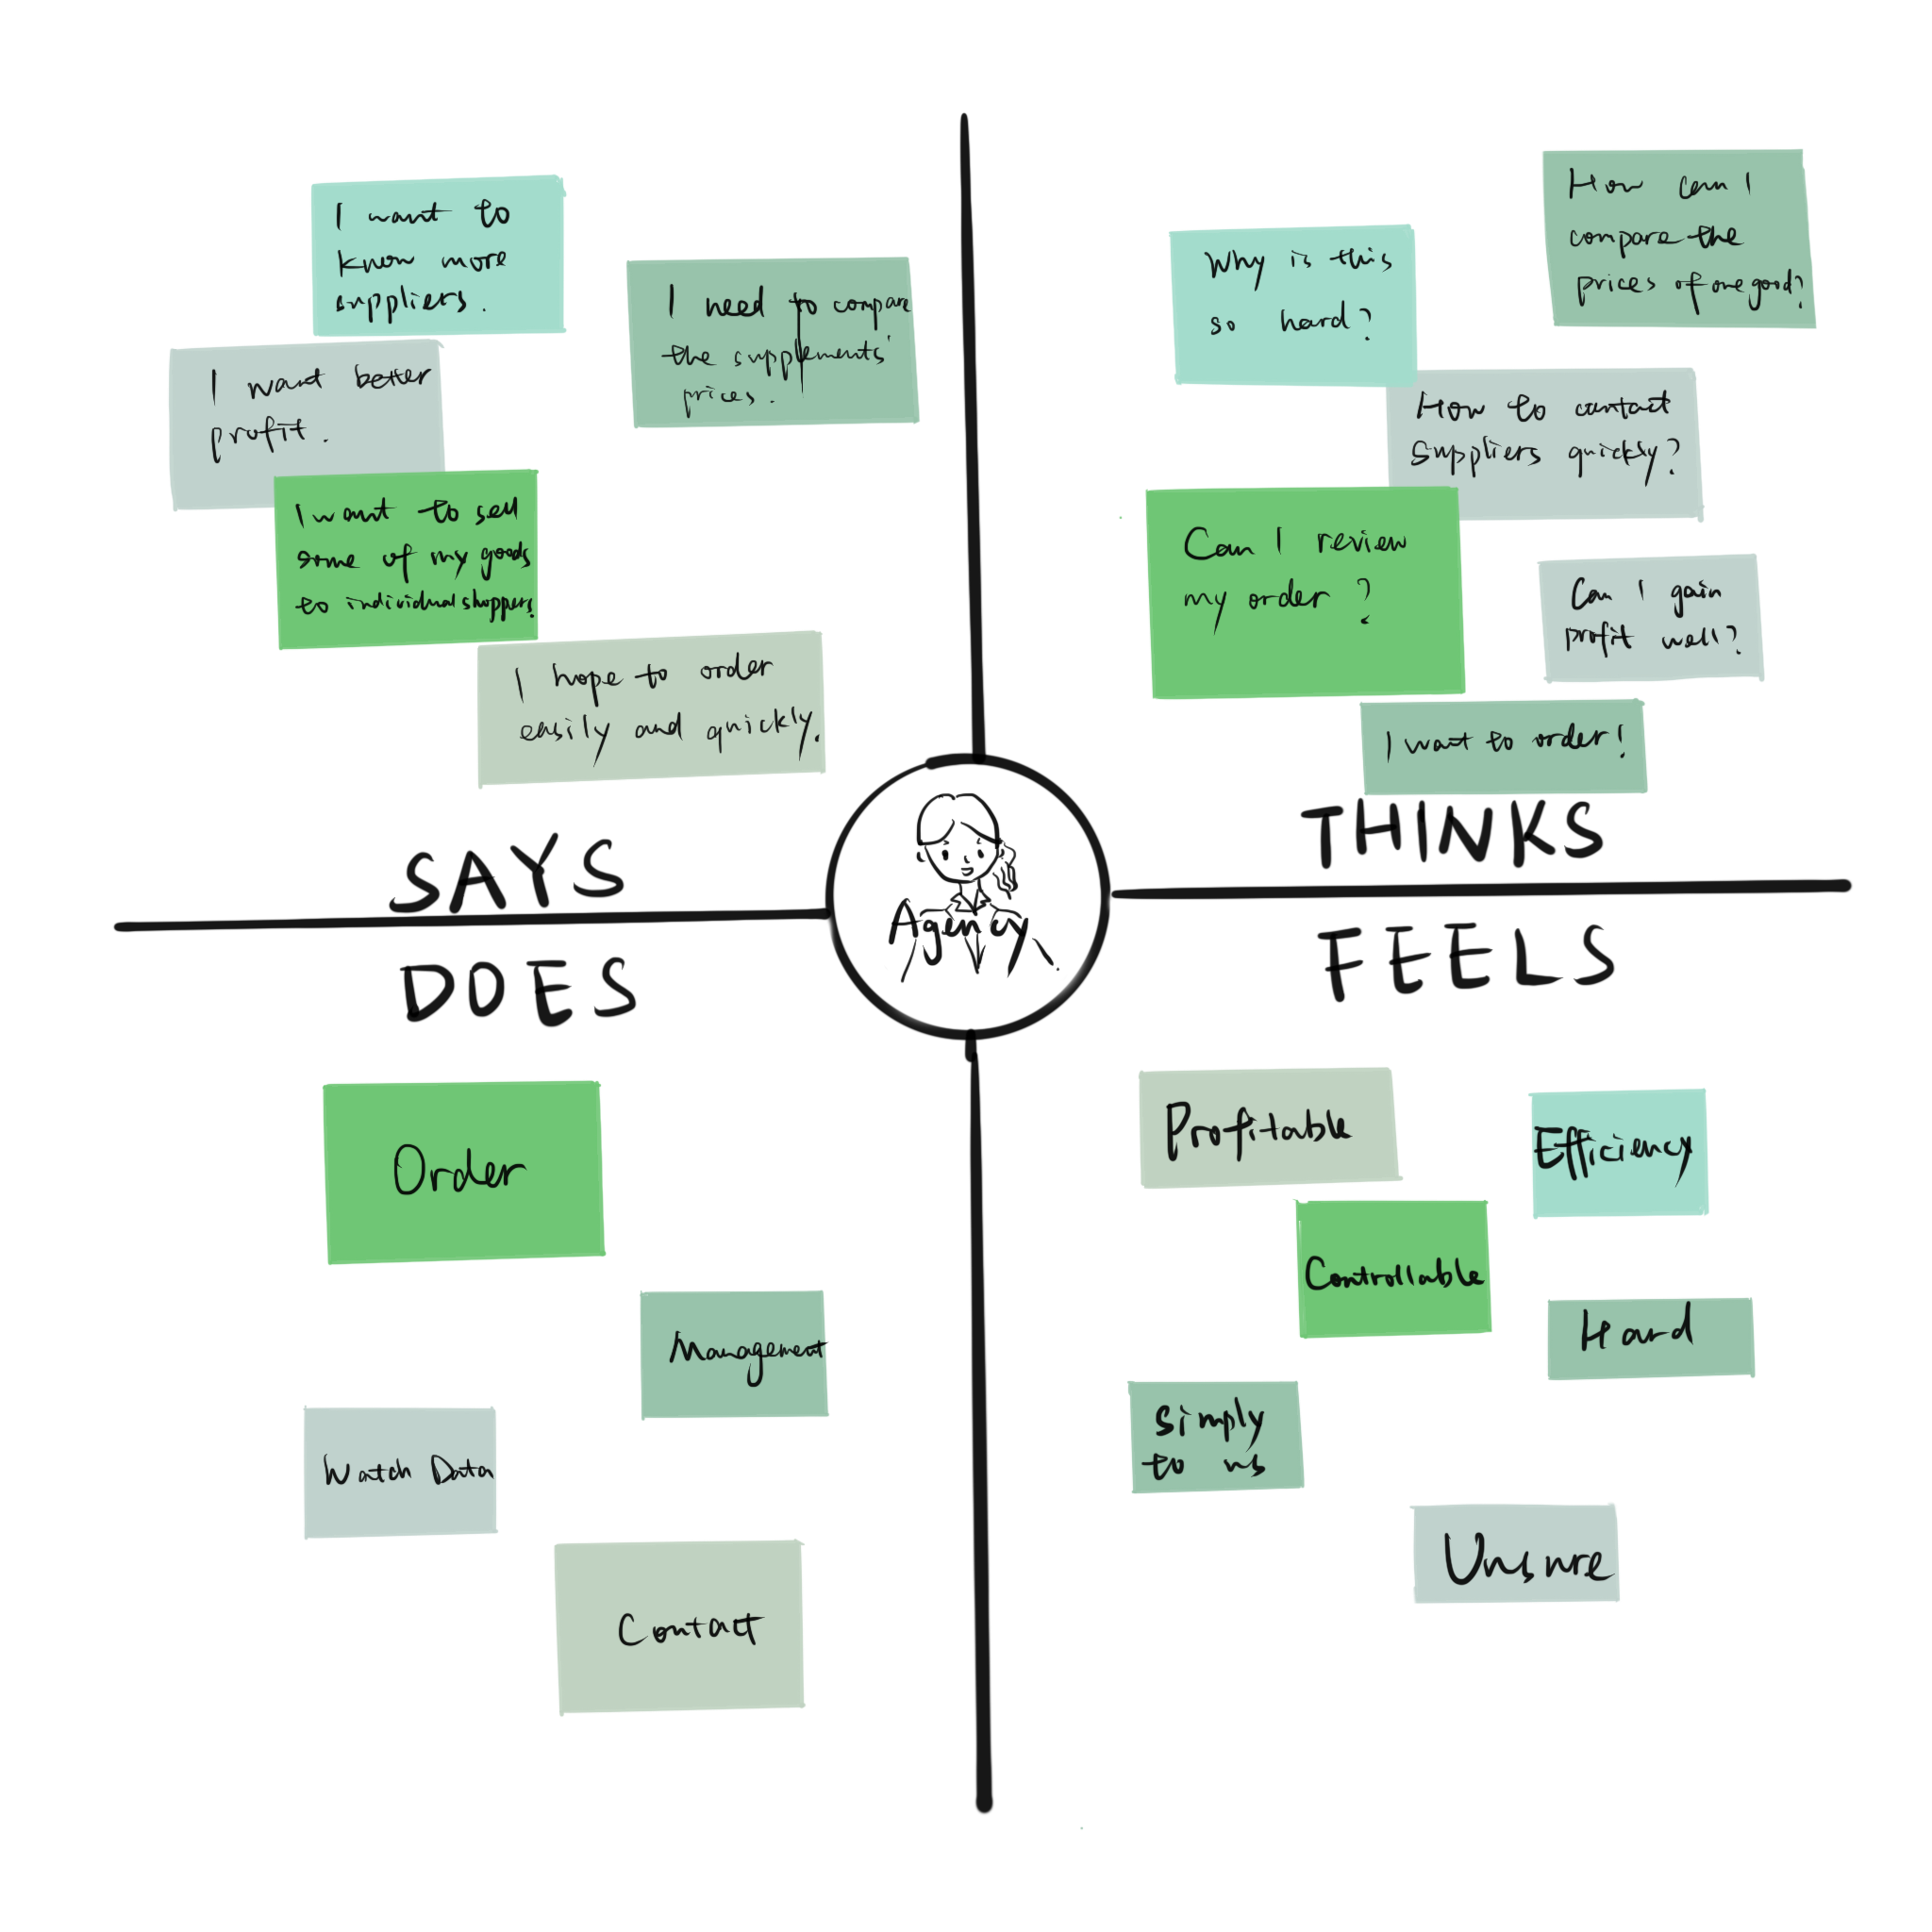 I want to
know more
suppliers.
I need to compare
the supplements'
prices.
I want better
profit.
I want to sell
some of my goods
to individual shoppers.
I hope to order
easily and quickly.
SAYS
Why is this
so hard?
How can I
compare the
prices of one good?
How to contact
suppliers quickly?
Can I review
my order?
Can I gain
profit well?
I want to order!
THINKS
Agency
DOES
Order
Management
Watch Data
Contact
FEELS
Profitable
Efficiency
Controllable
Hard
Simply
to us
Unsure